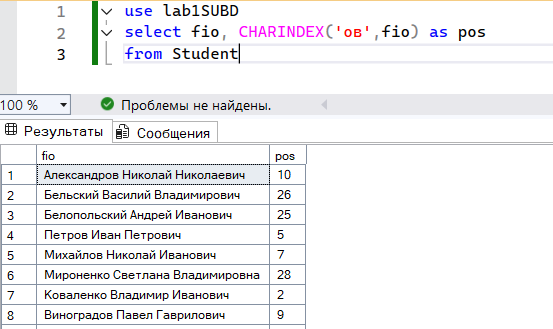 1 use lab1SUBD
2 select fio, CHARINDEX('ов',fio) as pos
3 from Student
100 % Проблемы не найдены.
Результаты Сообщения
fio pos
1 Александров Николай Николаевич 10
2 Бельский Василий Владимирович 26
3 Белопольский Андрей Иванович 25
4 Петров Иван Петрович 5
5 Михайлов Николай Иванович 7
6 Мироненко Светлана Владимировна 28
7 Коваленко Владимир Иванович 2
8 Виноградов Павел Гаврилович 9